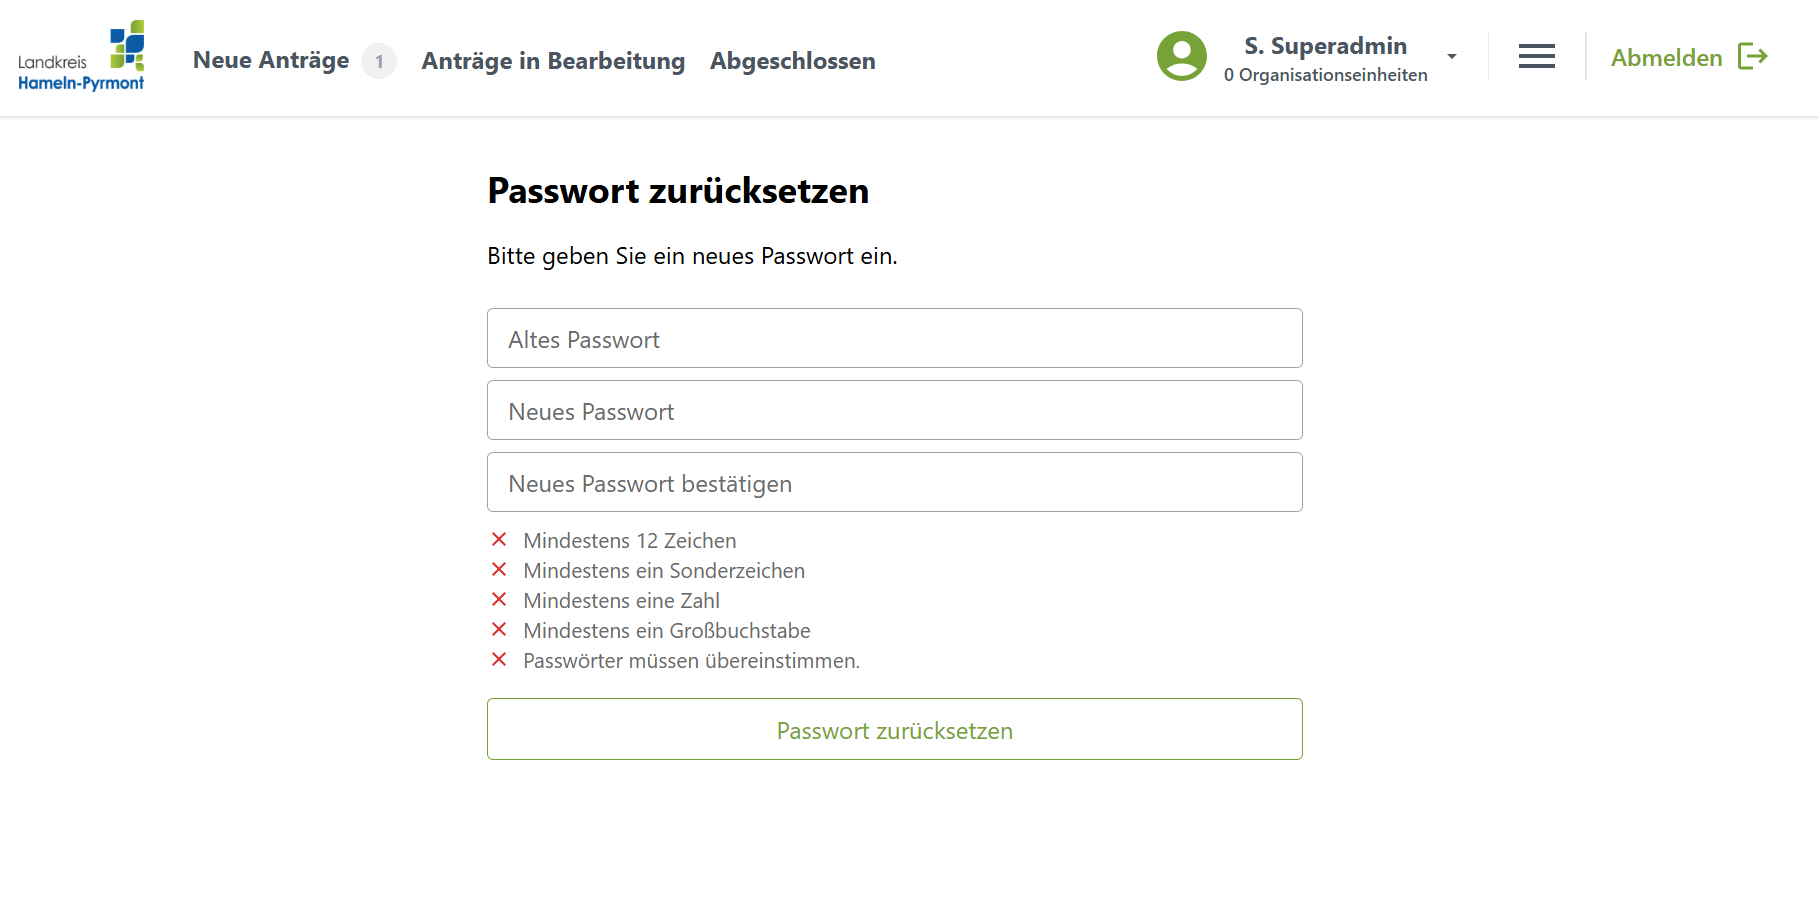 Landkreis
Hameln-Pyrmont
Neue Anträge 1 Anträge in Bearbeitung Abgeschlossen
S. Superadmin
0 Organisationseinheiten
Abmelden
Passwort zurücksetzen
Bitte geben Sie ein neues Passwort ein.
Altes Passwort
Neues Passwort
Neues Passwort bestätigen
Mindestens 12 Zeichen
Mindestens ein Sonderzeichen
Mindestens eine Zahl
Mindestens ein Großbuchstabe
Passwörter müssen übereinstimmen.
Passwort zurücksetzen